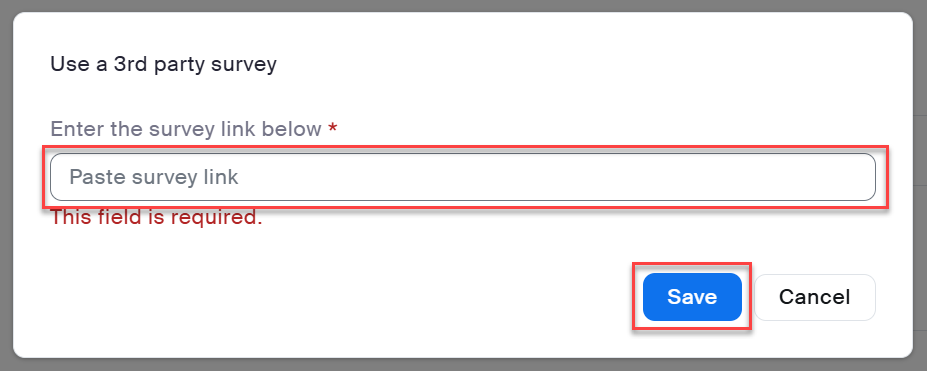 Use a 3rd party survey
Enter the survey link below *
Paste survey link
This field is required.
Save Cancel